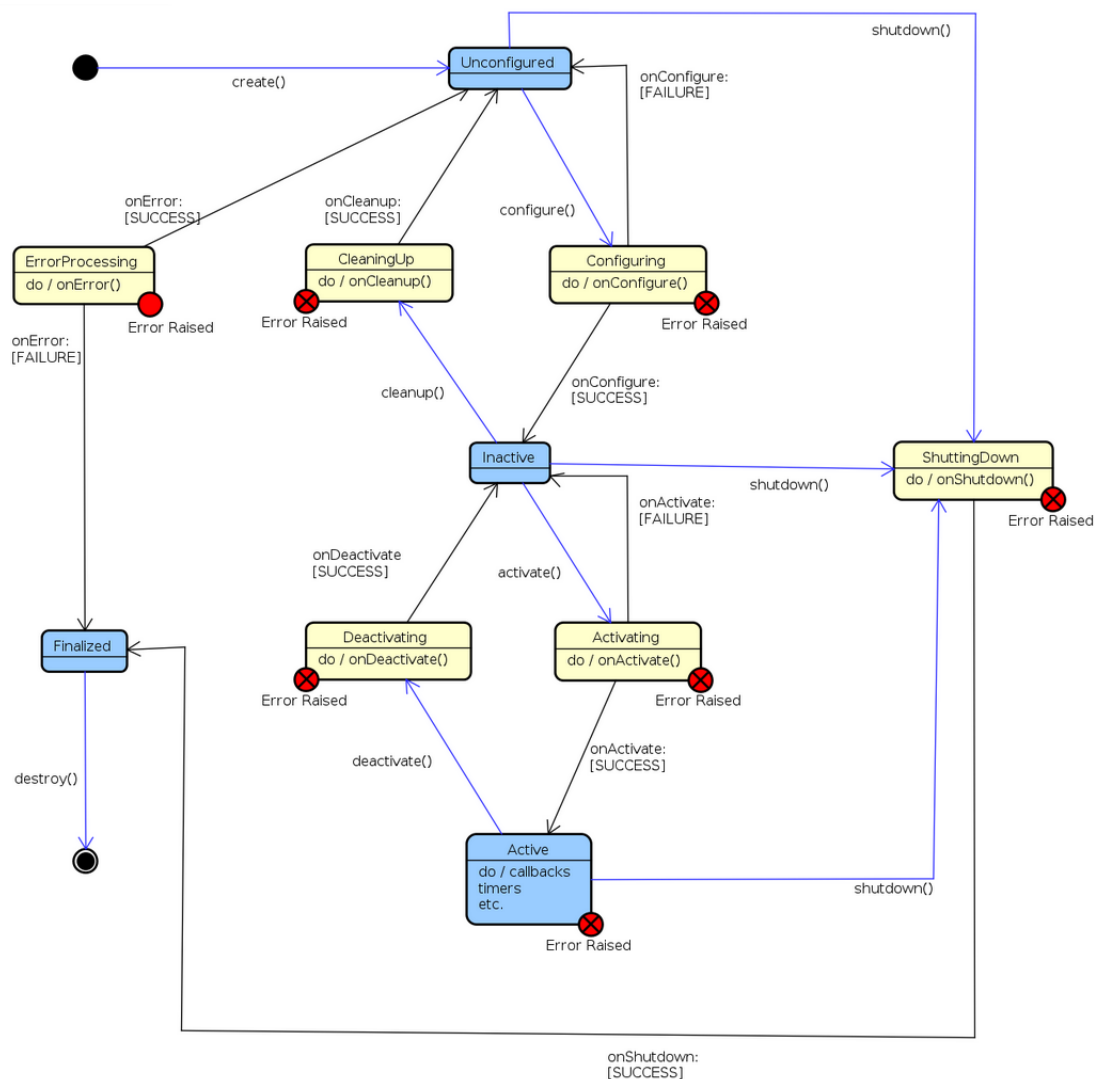 shutdown()
Unconfigured
create()
onConfigure:
[FAILURE]
onError:
[SUCCESS]
onCleanup:
[SUCCESS]
configure()
ErrorProcessing
do / onError()
Error Raised
CleaningUp
do / onCleanup()
Error Raised
Configuring
do / onConfigure()
Error Raised
onError:
[FAILURE]
cleanup()
onConfigure:
[SUCCESS]
Inactive
shutdown()
ShuttingDown
do / onShutdown()
Error Raised
onActivate:
[FAILURE]
onDeactivate
[SUCCESS]
activate()
Finalized
Deactivating
do / onDeactivate()
Error Raised
Activating
do / onActivate()
Error Raised
destroy()
deactivate()
onActivate:
[SUCCESS]
Active
do / callbacks
timers
etc.
Error Raised
shutdown()
onShutdown:
[SUCCESS]